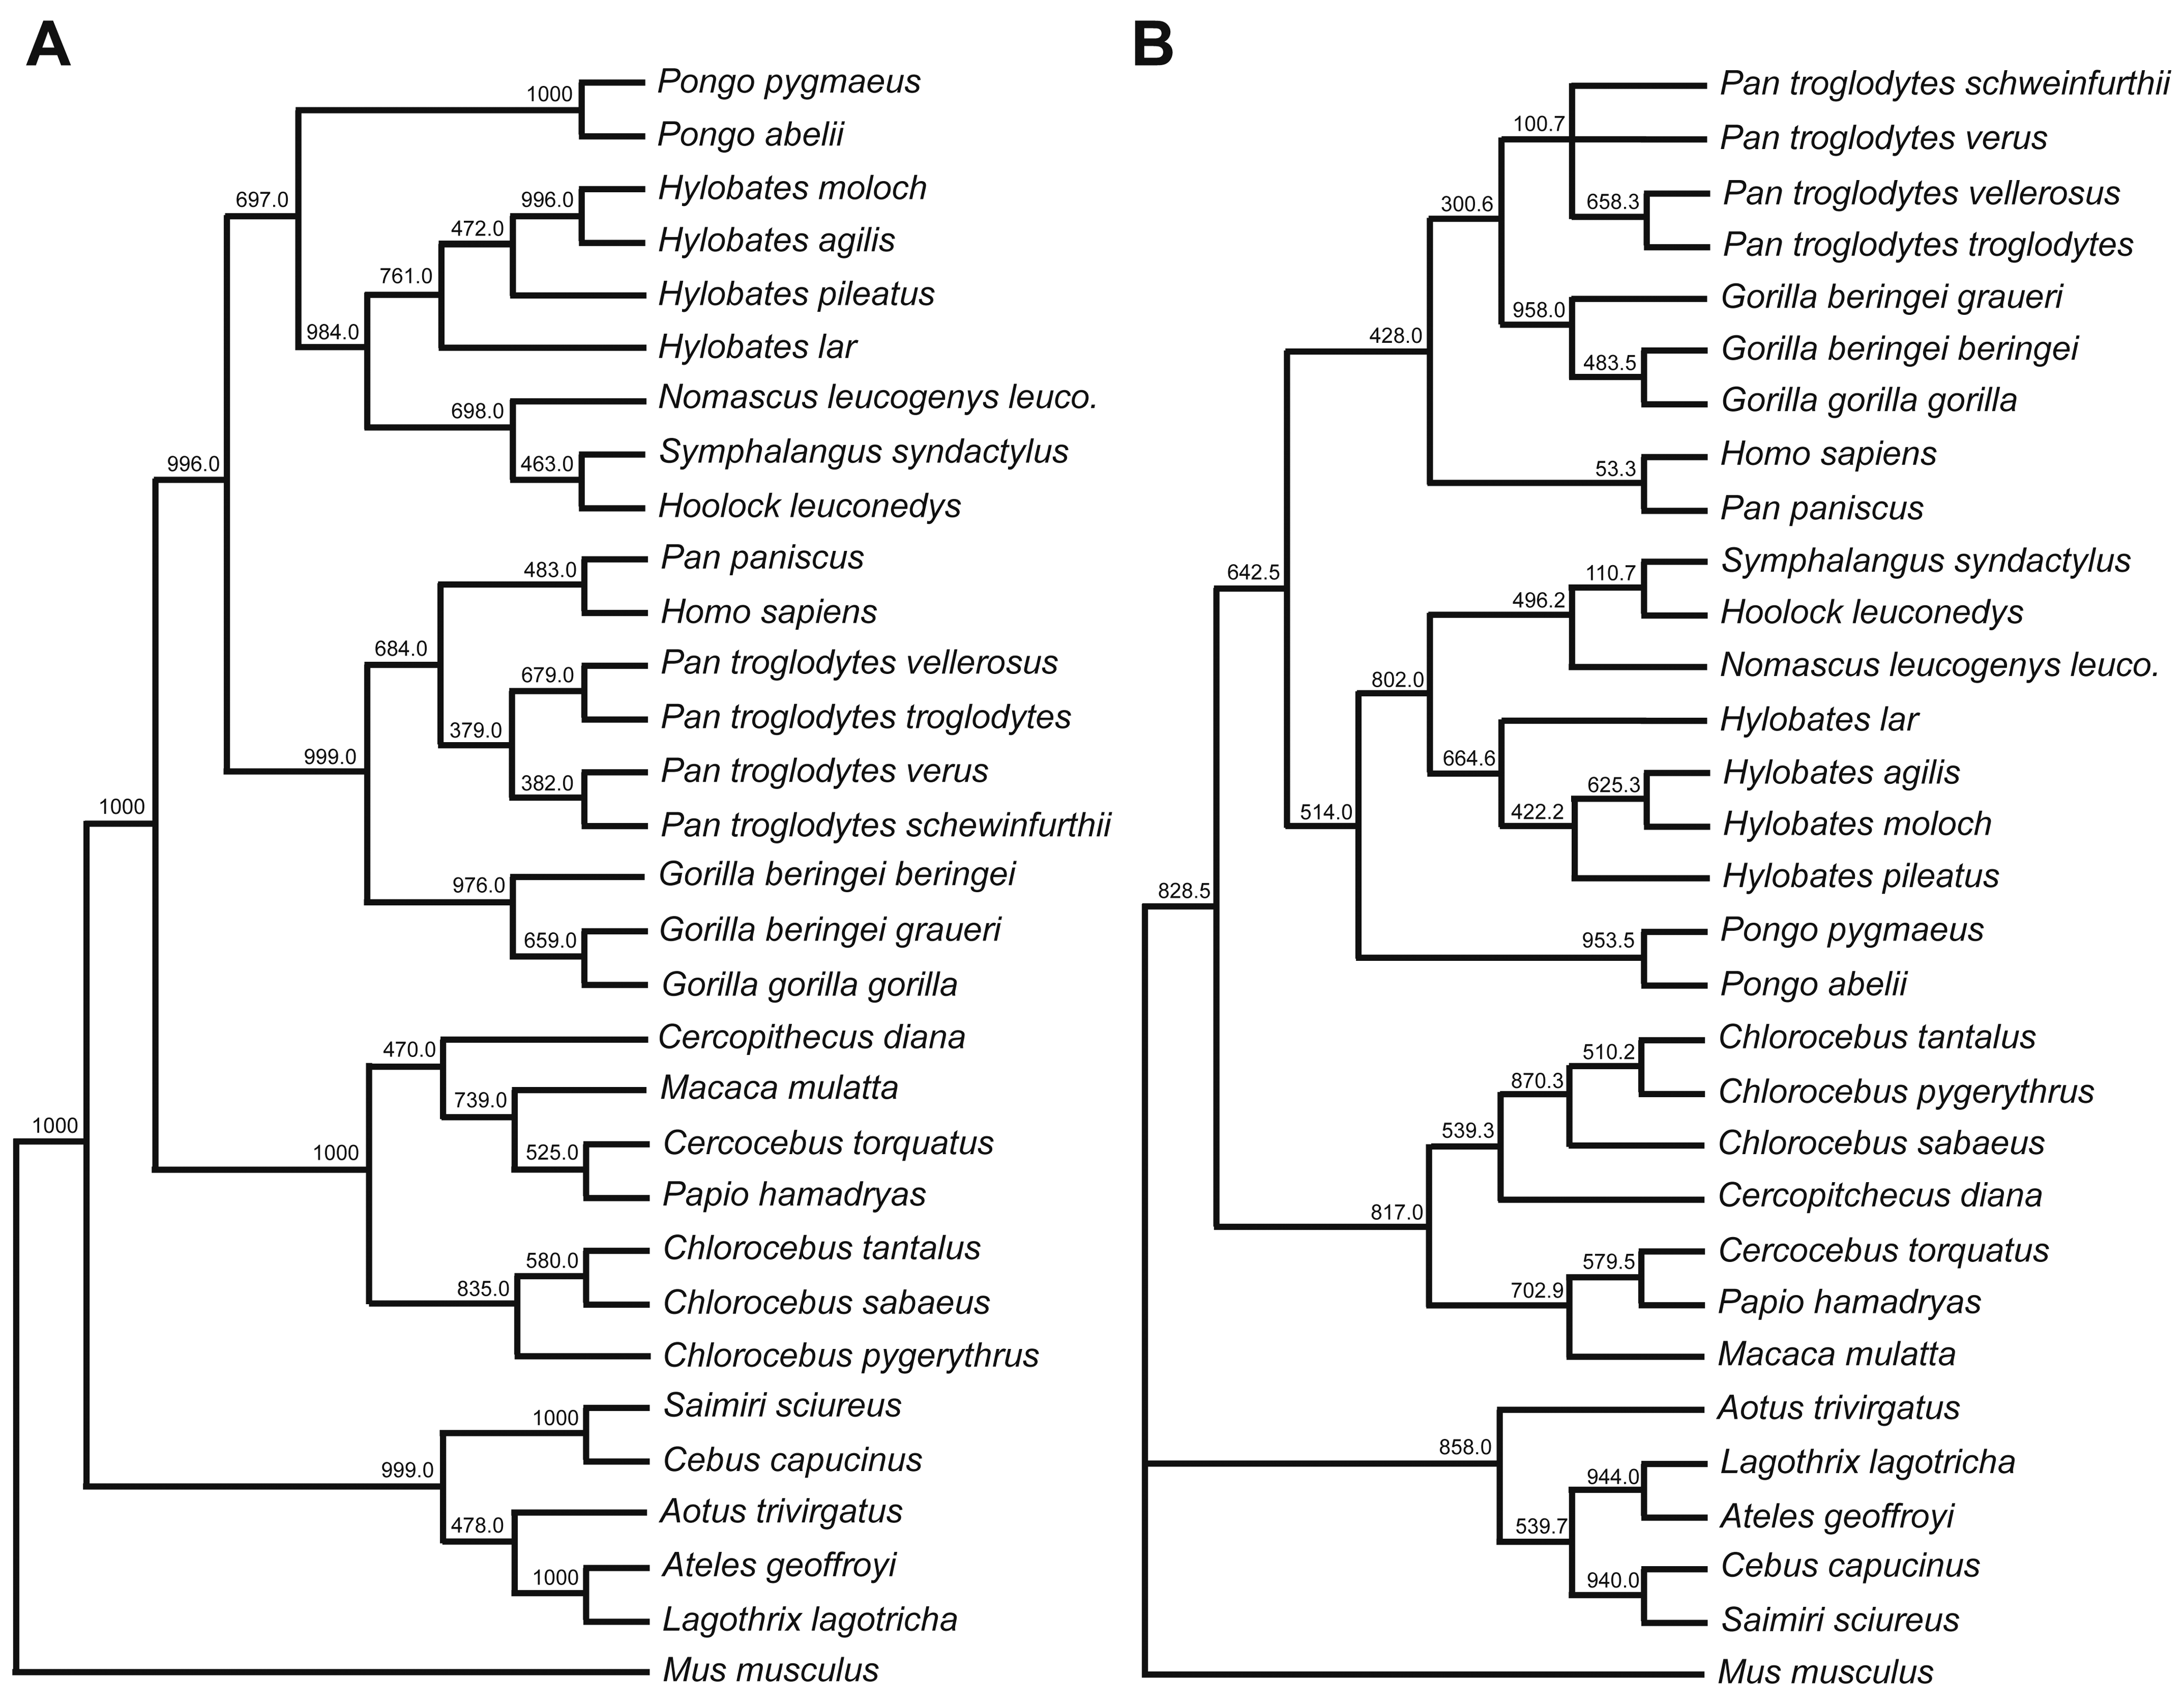 A
1000
Pongo pygmaeus
Pongo abelii
697.0
996.0
Hylobates moloch
472.0
Hylobates agilis
761.0
Hylobates pileatus
984.0
Hylobates lar
698.0
Nomascus leucogenys leuco.
996.0
463.0
Symphalangus syndactylus
Hoolock leuconedys
483.0
Pan paniscus
Homo sapiens
684.0
679.0
Pan troglodytes vellerosus
Pan troglodytes troglodytes
379.0
999.0
382.0
Pan troglodytes verus
Pan troglodytes schewinfurthii
1000
976.0
Gorilla beringei beringei
659.0
Gorilla beringei graueri
Gorilla gorilla gorilla
470.0
Cercopithecus diana
739.0
Macaca mulatta
1000
1000
525.0
Cercocebus torquatus
Papio hamadryas
580.0
Chlorocebus tantalus
835.0
Chlorocebus sabaeus
Chlorocebus pygerythrus
1000
Saimiri sciureus
999.0
Cebus capucinus
478.0
Aotus trivirgatus
1000
Ateles geoffroyi
Lagothrix lagotricha
Mus musculus
B
Pan troglodytes schweinfurthii
100.7
Pan troglodytes verus
300.6
658.3
Pan troglodytes vellerosus
Pan troglodytes troglodytes
958.0
Gorilla beringei graueri
428.0
483.5
Gorilla beringei beringei
Gorilla gorilla gorilla
53.3
Homo sapiens
Pan paniscus
642.5
496.2
110.7
Symphalangus syndactylus
Hoolock leuconedys
802.0
Nomascus leucogenys leuco.
664.6
Hylobates lar
514.0
422.2
625.3
Hylobates agilis
Hylobates moloch
828.5
Hylobates pileatus
953.5
Pongo pygmaeus
Pongo abelii
510.2
Chlorocebus tantalus
870.3
Chlorocebus pygerythrus
539.3
Chlorocebus sabaeus
817.0
Cercopitchecus diana
579.5
Cercocebus torquatus
702.9
Papio hamadryas
Macaca mulatta
858.0
Aotus trivirgatus
944.0
Lagothrix lagotricha
539.7
Ateles geoffroyi
940.0
Cebus capucinus
Saimiri sciureus
Mus musculus